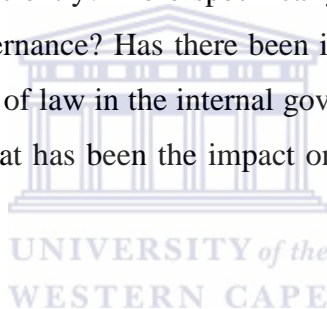 ernance? Has there been i
of law in the internal gov
at has been the impact or
UNIVERSITY of the
WESTERN CAPE